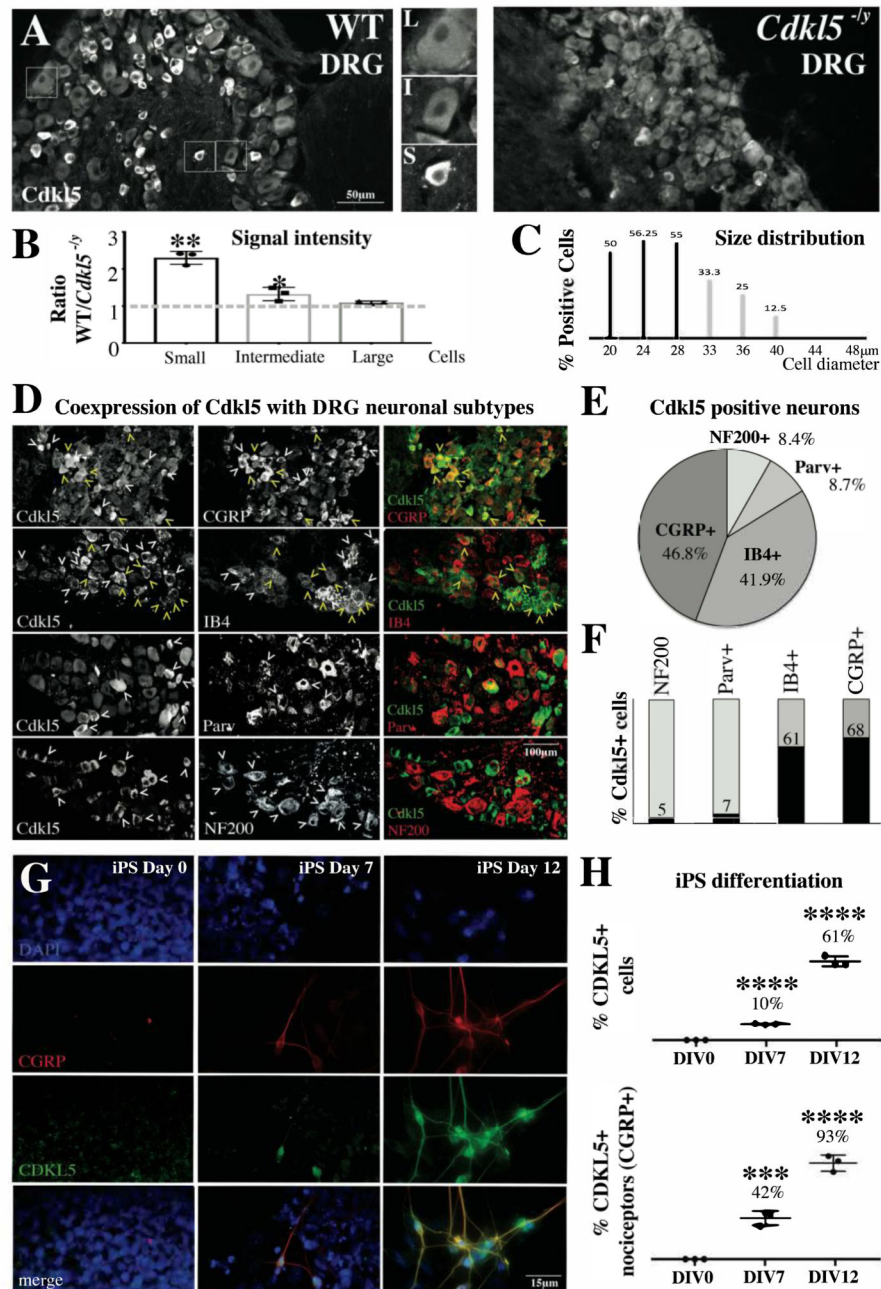 A
WT
DRG
Cdkl5
50μm
L
I
S
Cdkl5 -/y
DRG
B
Signal intensity
**
*
Ratio
WT/Cdkl5-/y
3
2
1
0
Small Intermediate Large Cells
C
Size distribution
% Positive Cells
50 56.25 55 33.3 25 12.5
20 24 28 33 36 40 44 48μm
Cell diameter
D Coexpression of Cdkl5 with DRG neuronal subtypes
Cdkl5
CGRP
Cdkl5
CGRP
Cdkl5
IB4
Cdkl5
IB4
Cdkl5
Parv
Cdkl5
Parv
100μm
Cdkl5
NF200
Cdkl5
NF200
E
Cdkl5 positive neurons
NF200+ 8.4%
Parv+
8.7%
CGRP+
46.8%
IB4+
41.9%
F
NF200
Parv+
IB4+
CGRP+
% Cdkl5+ cells
5 7 61 68
G
iPS Day 0
iPS Day 7
iPS Day 12
DAPI
CGRP
CDKL5
merge
15μm
H
iPS differentiation
% CDKL5+
cells
****
10%
****
61%
DIV0 DIV7 DIV12
% CDKL5+
nociceptors (CGRP+)
***
42%
****
93%
DIV0 DIV7 DIV12